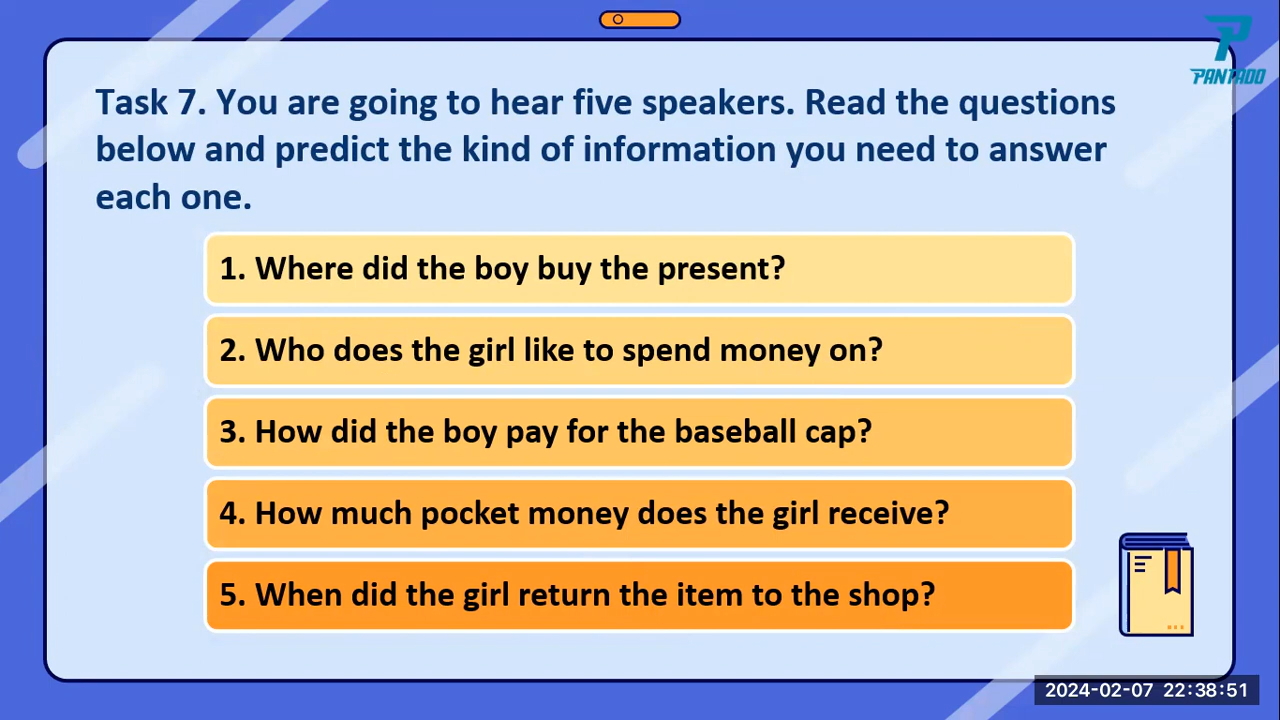 PANTADO
Task 7. You are going to hear five speakers. Read the questions
below and predict the kind of information you need to answer
each one.
1. Where did the boy buy the present?
2. Who does the girl like to spend money on?
3. How did the boy pay for the baseball cap?
4. How much pocket money does the girl receive?
5. When did the girl return the item to the shop?
2024-02-07 22:38:51